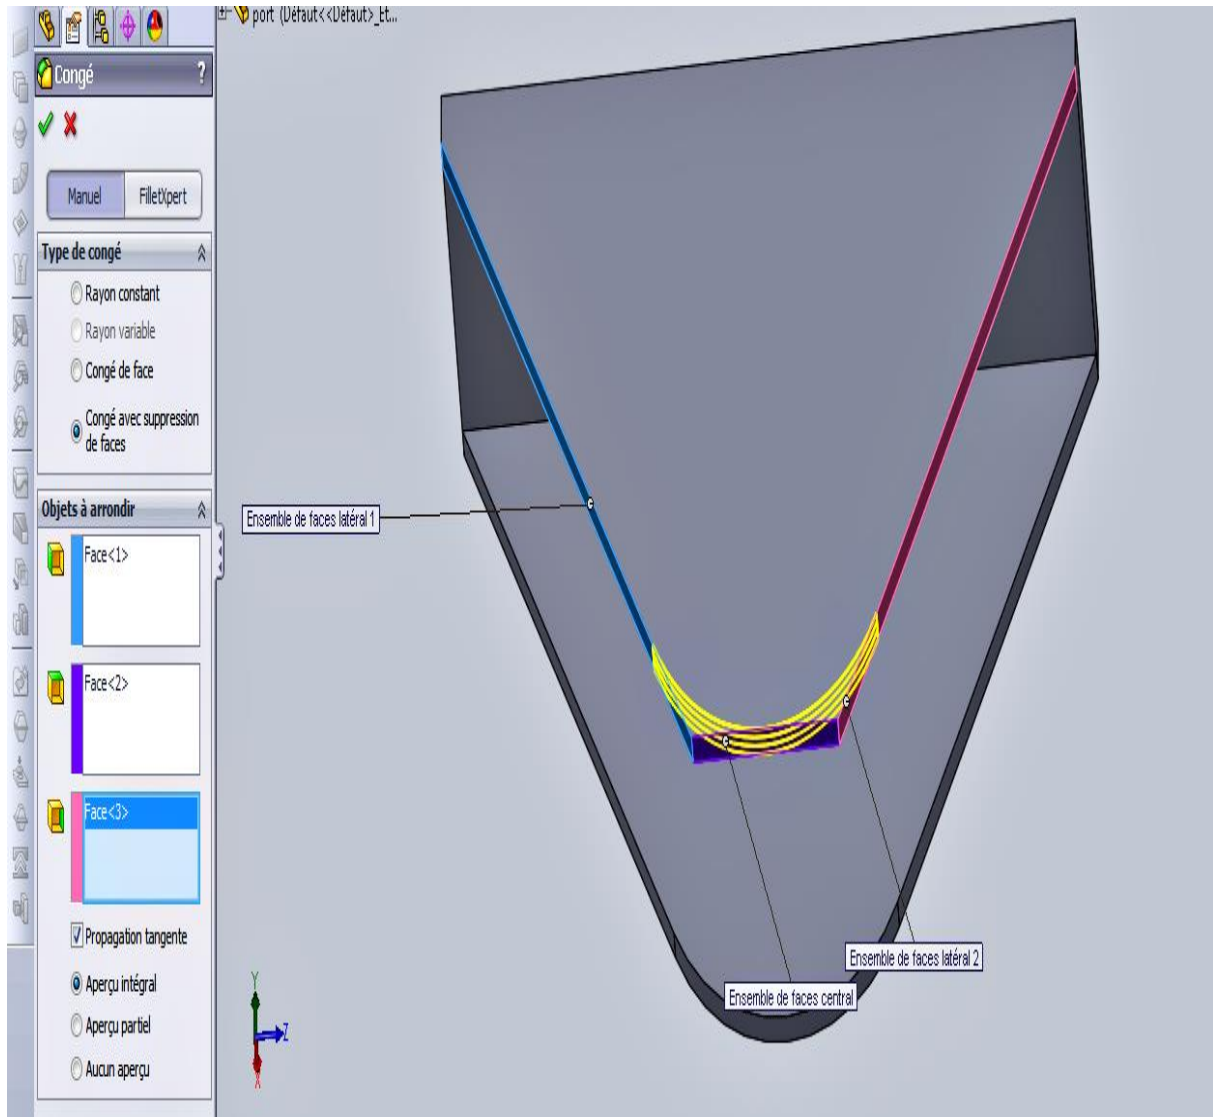 port (Défaut<<Défaut>_Et...
Congé
?
Manuel
FilletXpert
Type de congé
Rayon constant
Rayon variable
Congé de face
Congé avec suppression
de faces
Objets à arrondir
Face<1>
Face<2>
Face<3>
Propagation tangente
Aperçu intégral
Aperçu partiel
Aucun aperçu
Ensemble de faces latéral 1
Ensemble de faces latéral 2
Ensemble de faces central
Y
Z
X